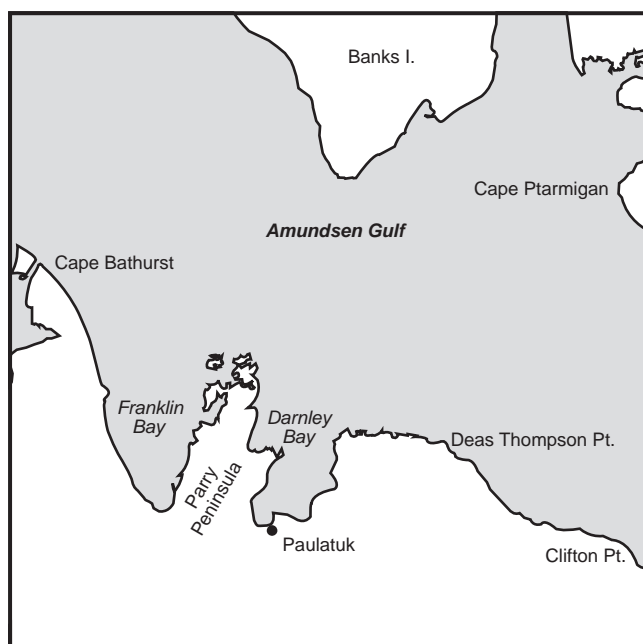 Banks I.
Cape Ptarmigan
Amundsen Gulf
Cape Bathurst
Franklin
Bay
Darnley
Bay
Deas Thompson Pt.
Parry
Peninsula
Paulatuk
Clifton Pt.